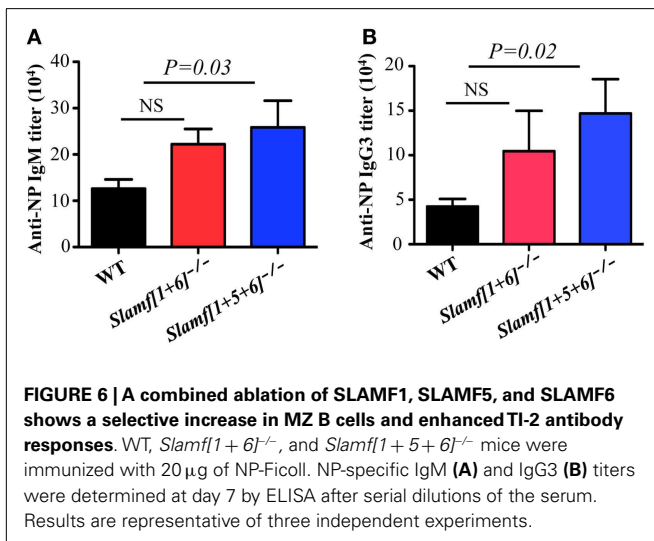 A
P=0.03
NS
Anti-NP IgM titer (10⁴)
40
30
20
10
0
WT
Slamf[1+6]⁻/⁻
Slamf[1+5+6]⁻/⁻
B
P=0.02
NS
Anti-NP IgG3 titer (10⁴)
20
15
10
5
0
WT
Slamf[1+6]⁻/⁻
Slamf[1+5+6]⁻/⁻
FIGURE 6 | A combined ablation of SLAMF1, SLAMF5, and SLAMF6
shows a selective increase in MZ B cells and enhanced TI-2 antibody
responses. WT, Slamf[1 + 6]⁻/⁻, and Slamf[1 + 5 + 6]⁻/⁻ mice were
immunized with 20 μg of NP-Ficoll. NP-specific IgM (A) and IgG3 (B) titers
were determined at day 7 by ELISA after serial dilutions of the serum.
Results are representative of three independent experiments.